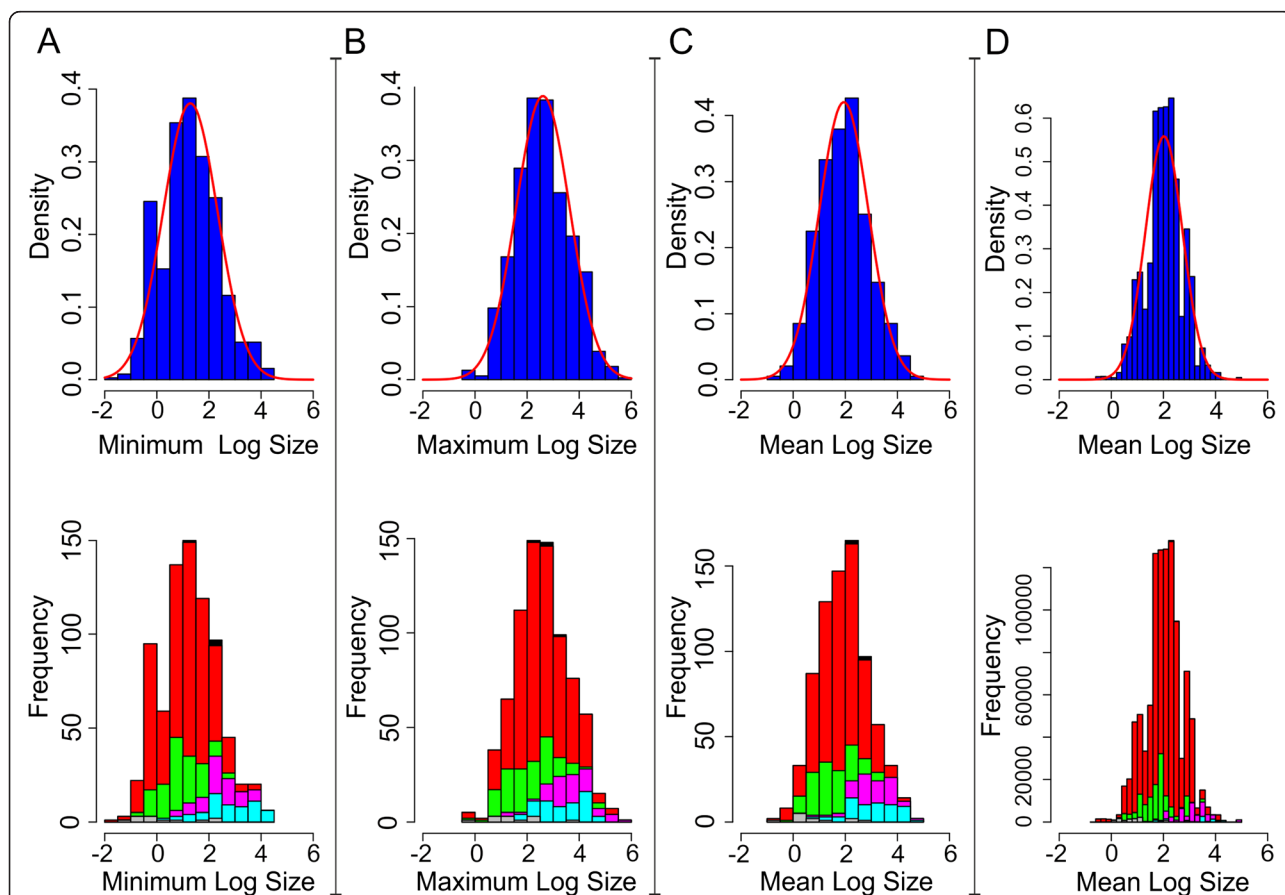 A
B
C
D
Density
0.0 0.1 0.2 0.3 0.4
-2 0 2 4 6
Minimum Log Size
Density
0.0 0.1 0.2 0.3 0.4
-2 0 2 4 6
Maximum Log Size
Density
0.0 0.1 0.2 0.3 0.4
-2 0 2 4 6
Mean Log Size
Density
0.0 0.1 0.2 0.3 0.4 0.5 0.6
-2 0 2 4 6
Mean Log Size
Frequency
0 50 100 150
-2 0 2 4 6
Minimum Log Size
Frequency
0 50 100 150
-2 0 2 4 6
Maximum Log Size
Frequency
0 50 100 150
-2 0 2 4 6
Mean Log Size
Frequency
0 20000 60000 100000
-2 0 2 4 6
Mean Log Size